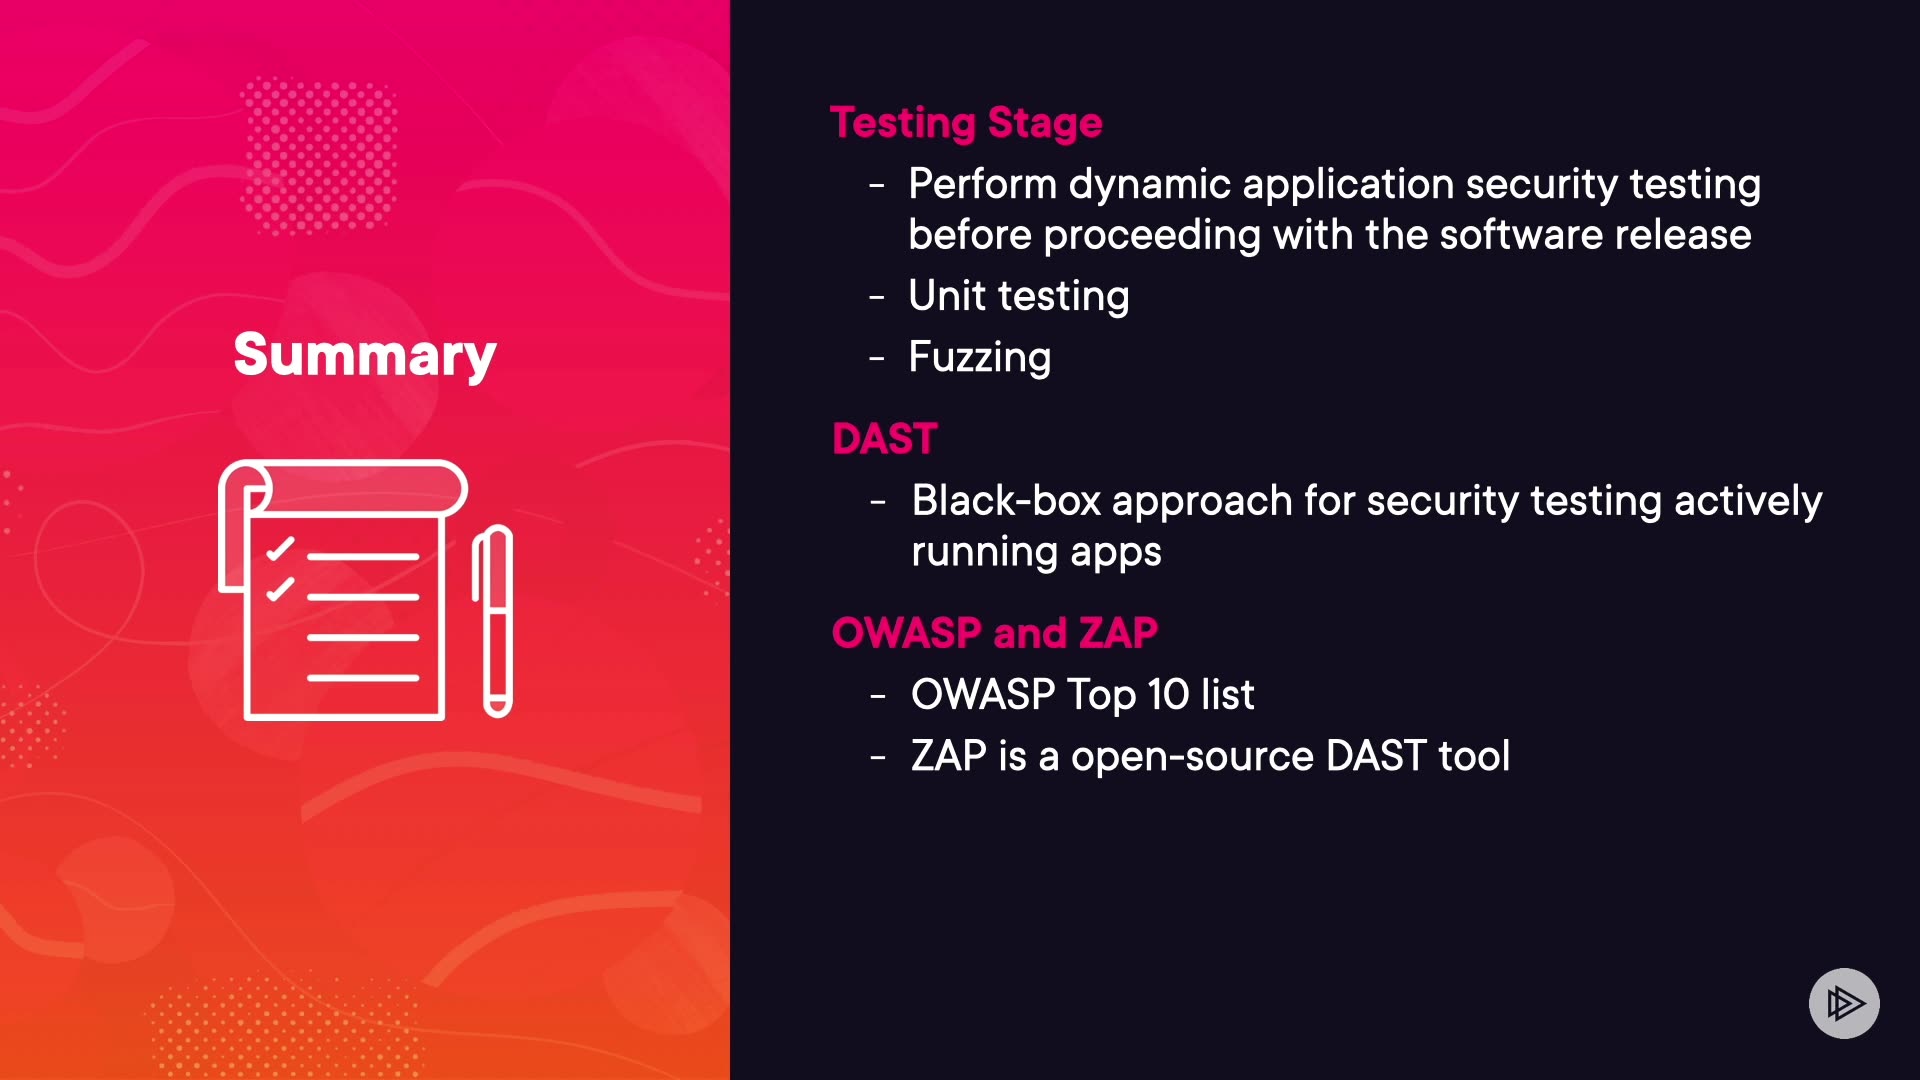 Summary
Testing Stage
- Perform dynamic application security testing
before proceeding with the software release
- Unit testing
- Fuzzing
DAST
- Black-box approach for security testing actively
running apps
OWASP and ZAP
- OWASP Top 10 list
- ZAP is a open-source DAST tool